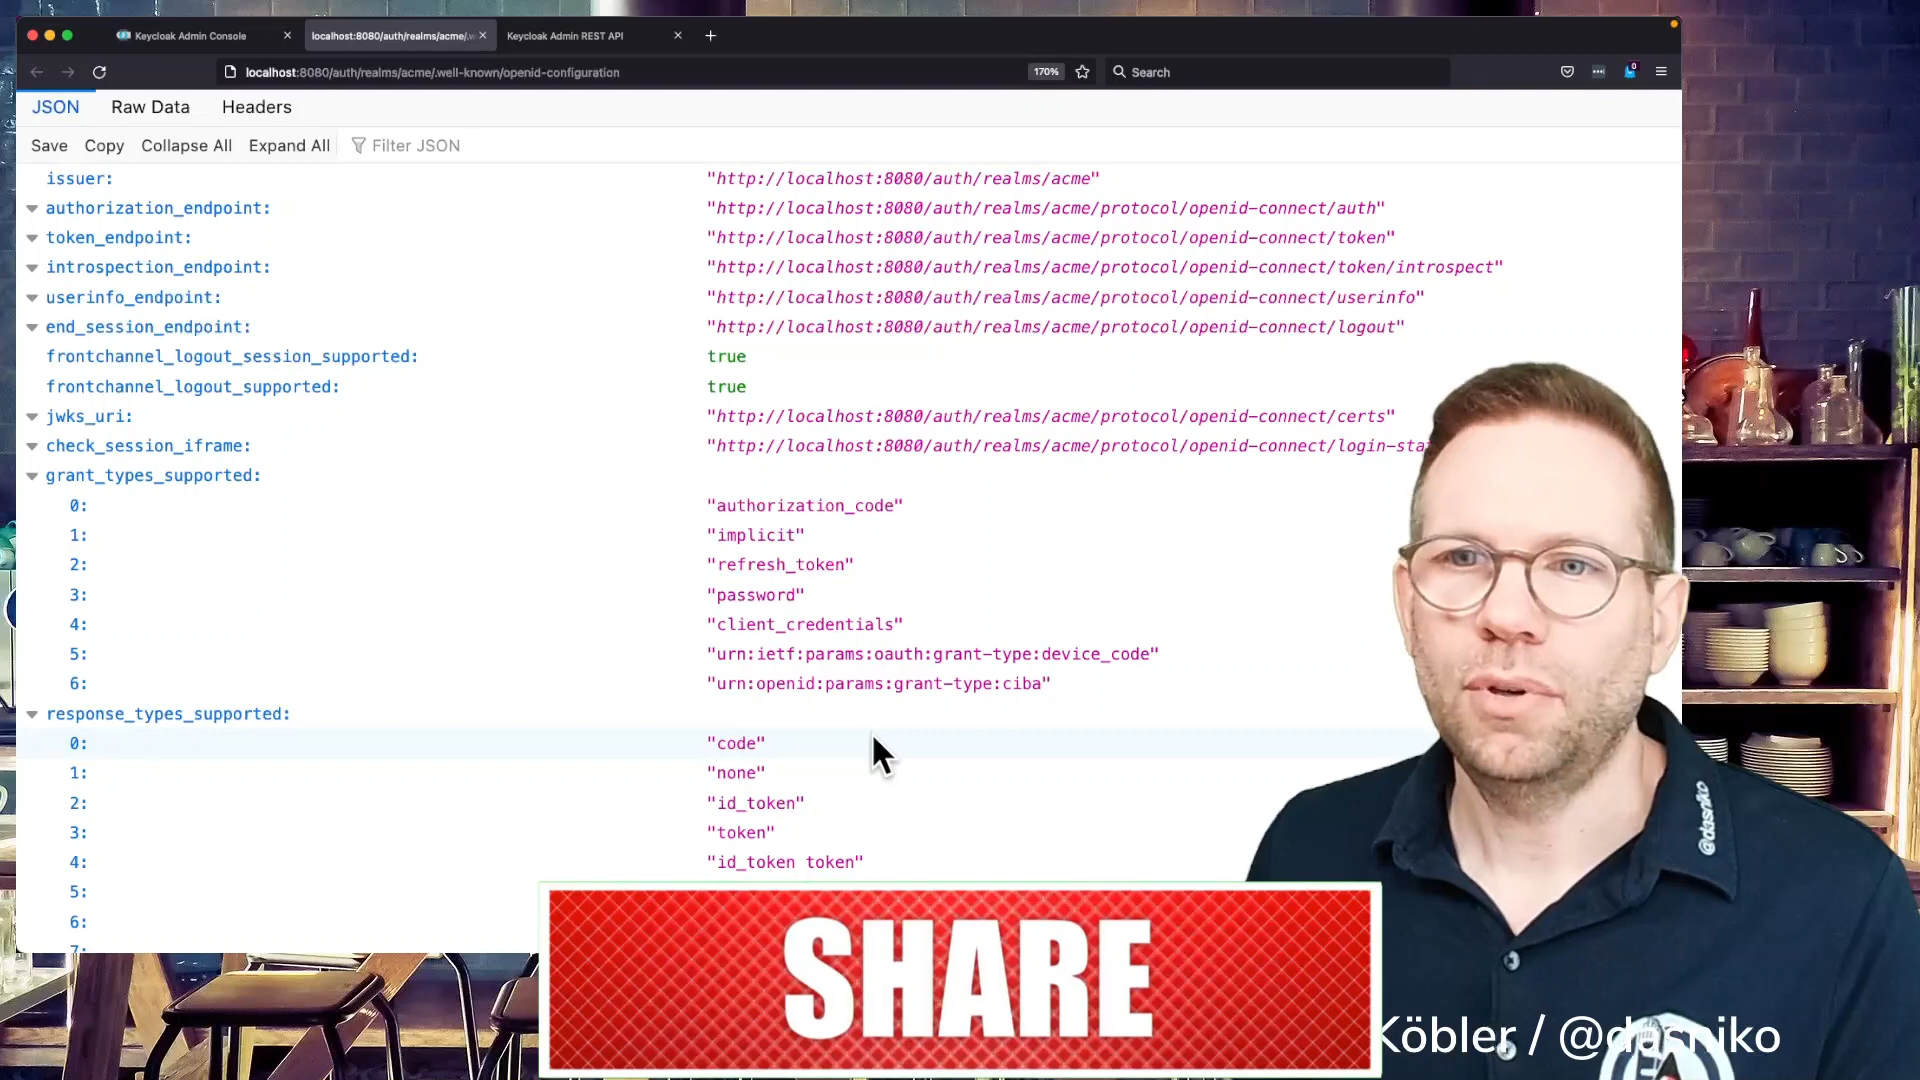 Keycloak Admin Console
localhost:8080/auth/realms/acme/.w
Keycloak Admin REST API
localhost:8080/auth/realms/acme/.well-known/openid-configuration
170%
Search
0
JSON Raw Data Headers
Save Copy Collapse All Expand All Filter JSON
issuer: "http://localhost:8080/auth/realms/acme"
authorization_endpoint: "http://localhost:8080/auth/realms/acme/protocol/openid-connect/auth"
token_endpoint: "http://localhost:8080/auth/realms/acme/protocol/openid-connect/token"
introspection_endpoint: "http://localhost:8080/auth/realms/acme/protocol/openid-connect/token/introspect"
userinfo_endpoint: "http://localhost:8080/auth/realms/acme/protocol/openid-connect/userinfo"
end_session_endpoint: "http://localhost:8080/auth/realms/acme/protocol/openid-connect/logout"
frontchannel_logout_session_supported: true
frontchannel_logout_supported: true
jwks_uri: "http://localhost:8080/auth/realms/acme/protocol/openid-connect/certs"
check_session_iframe: "http://localhost:8080/auth/realms/acme/protocol/openid-connect/login-sta
grant_types_supported:
0: "authorization_code"
1: "implicit"
2: "refresh_token"
3: "password"
4: "client_credentials"
5: "urn:ietf:params:oauth:grant-type:device_code"
6: "urn:openid:params:grant-type:ciba"
response_types_supported:
0: "code"
1: "none"
2: "id_token"
3: "token"
4: "id_token token"
5:
6:
7:
@dasniko
SHARE
Köbler / @dasniko